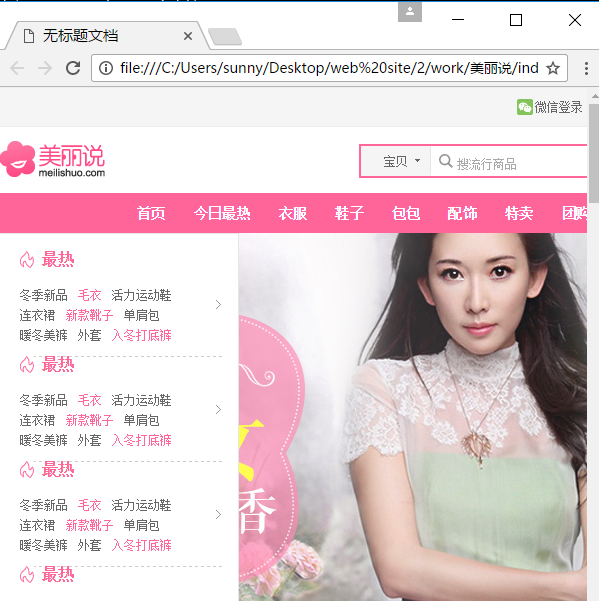 无标题文档
file:///C:/Users/sunny/Desktop/web%20site/2/work/美丽说/ind
微信登录
美丽说
meilishuo.com
宝贝 搜流行商品
首页 今日最热 衣服 鞋子 包包 配饰 特卖 团购
最热
冬季新品 毛衣 活力运动鞋
连衣裙 新款靴子 单肩包
暖冬美裤 外套 入冬打底裤
最热
冬季新品 毛衣 活力运动鞋
连衣裙 新款靴子 单肩包
暖冬美裤 外套 入冬打底裤
最热
冬季新品 毛衣 活力运动鞋
连衣裙 新款靴子 单肩包
暖冬美裤 外套 入冬打底裤
最热
香